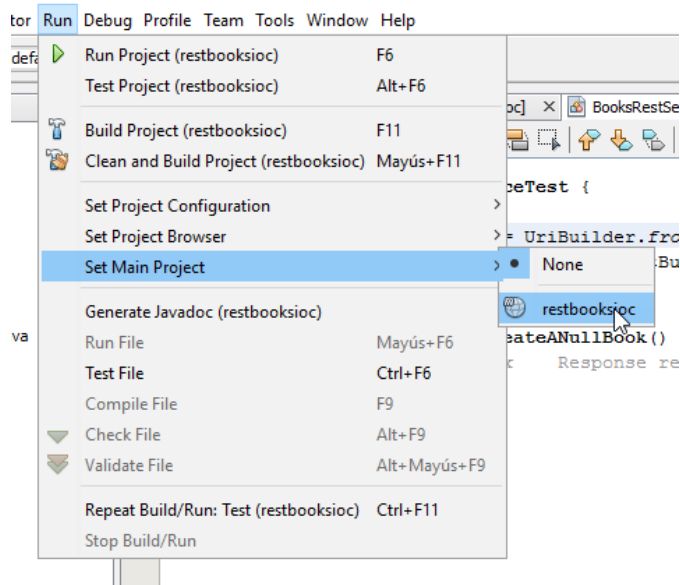 tor Run Debug Profile Team Tools Window Help
defa
Run Project (restbooksioc) F6
Test Project (restbooksioc) Alt+F6
oc] BooksRestSe
Build Project (restbooksioc) F11
Clean and Build Project (restbooksioc) Mayús+F11
ceTest {
Set Project Configuration
Set Project Browser
= UriBuilder.fro
Set Main Project
None
Bu
Generate Javadoc (restbooksioc)
restbooksioc
va
Run File Mayús+F6
eateANullBook()
Test File Ctrl+F6
Response re
Compile File F9
Check File Alt+F9
Validate File Alt+Mayús+F9
Repeat Build/Run: Test (restbooksioc) Ctrl+F11
Stop Build/Run